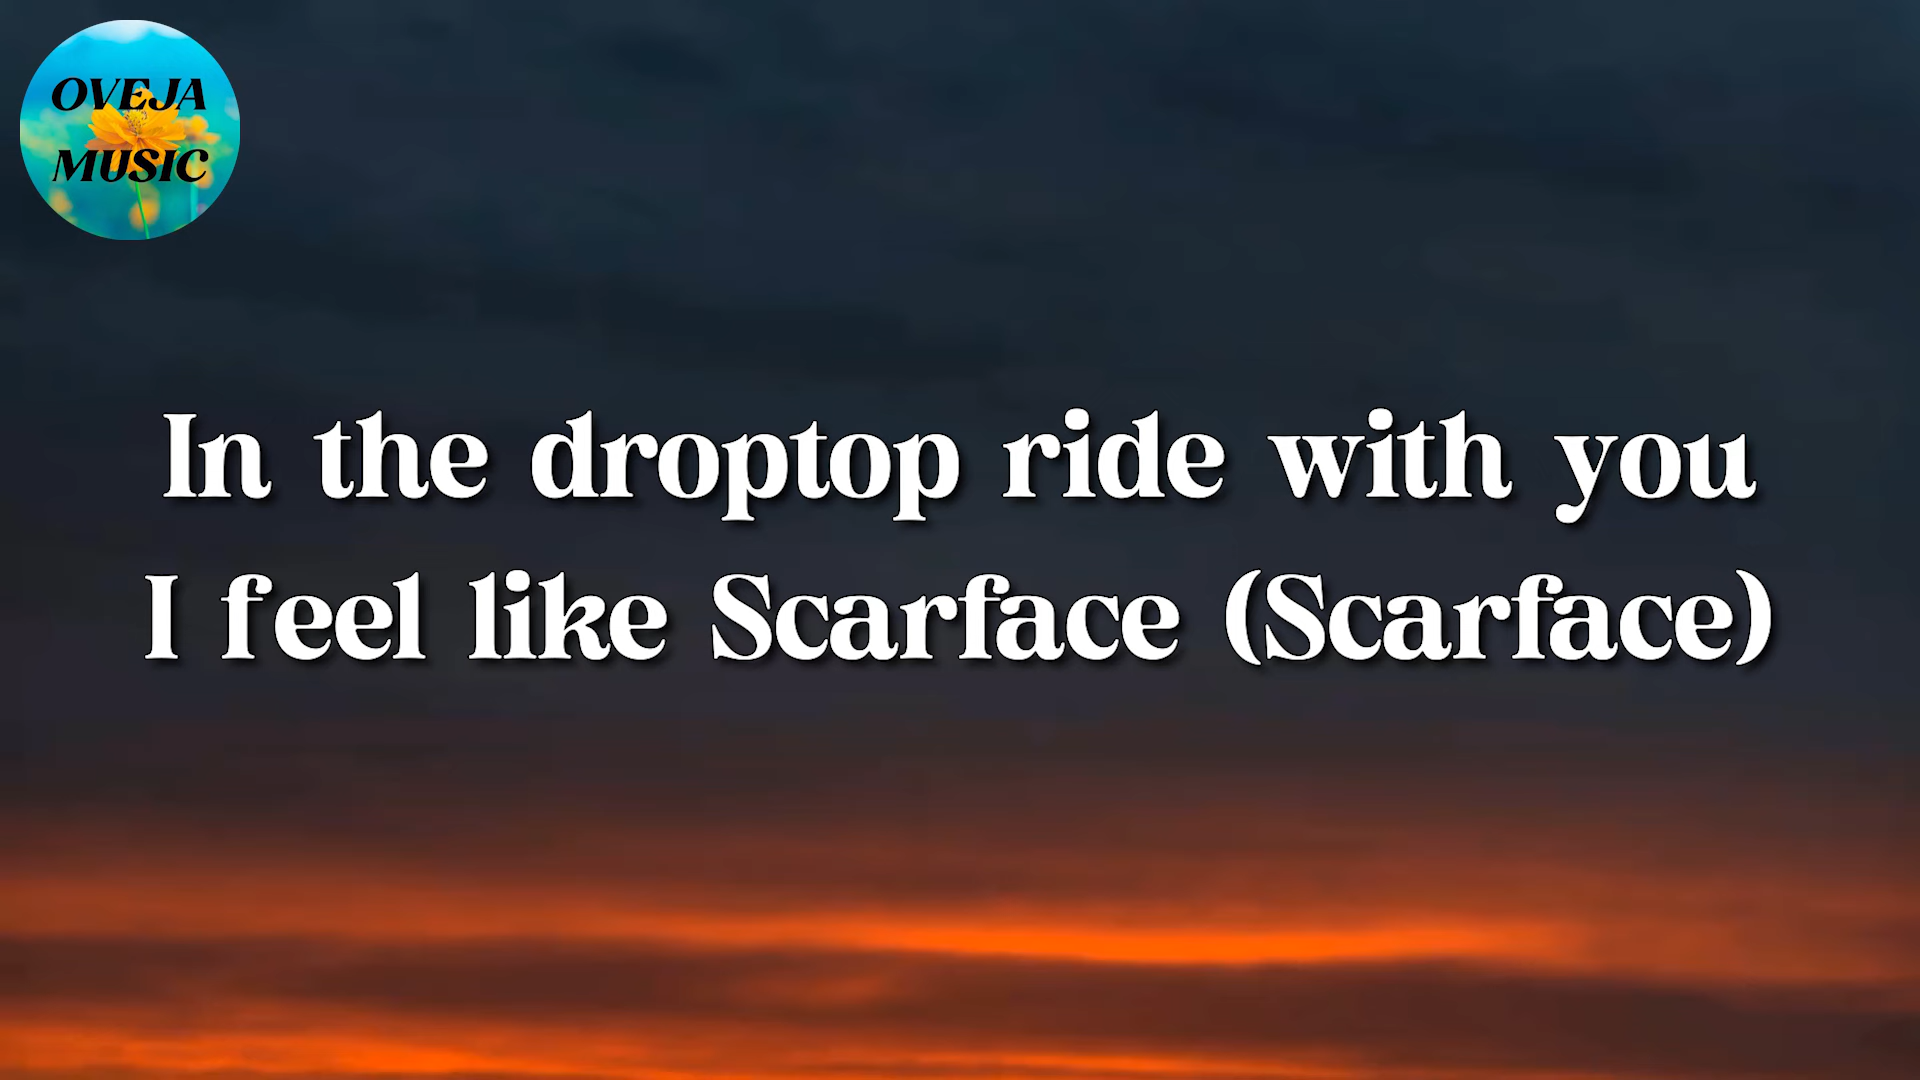 OVEJA
MUSIC
In the droptop ride with you
I feel like Scarface (Scarface)